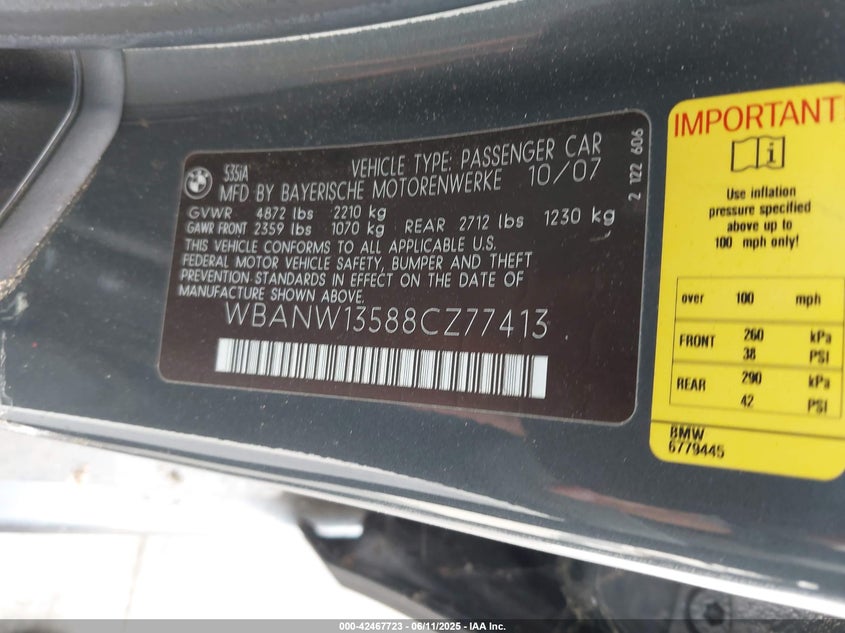 BMW
535iA VEHICLE TYPE: PASSENGER CAR
MFD BY BAYERISCHE MOTORENWERKE 10/07
GVWR 4872 lbs 2210 kg
GAWR FRONT 2359 lbs 1070 kg REAR 2712 lbs 1230 kg
THIS VEHICLE CONFORMS TO ALL APPLICABLE U.S.
FEDERAL MOTOR VEHICLE SAFETY, BUMPER AND THEFT
PREVENTION STANDARDS IN EFFECT ON THE DATE OF
MANUFACTURE SHOWN ABOVE.
WBANW13588CZ77413
2 122 606
IMPORTANT
i
Use inflation
pressure specified
above up to
100 mph only!
over 100 mph
FRONT 260 kPa
38 PSI
REAR 290 kPa
42 PSI
BMW
6779445
000-42467723 - 06/11/2025 - IAA Inc.